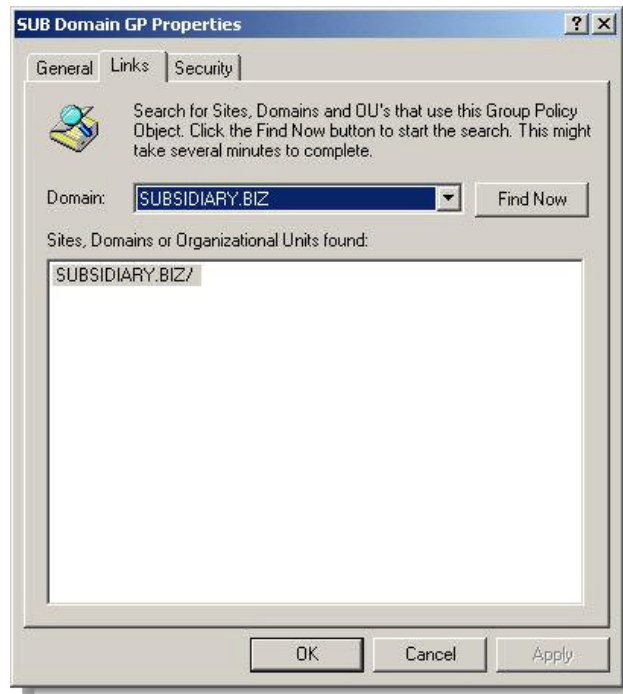 SUB Domain GP Properties
General Links Security
Search for Sites, Domains and OU's that use this Group Policy
Object. Click the Find Now button to start the search. This might
take several minutes to complete.
Domain: SUBSIDIARY.BIZ Find Now
Sites, Domains or Organizational Units found:
SUBSIDIARY.BIZ/
OK Cancel Apply